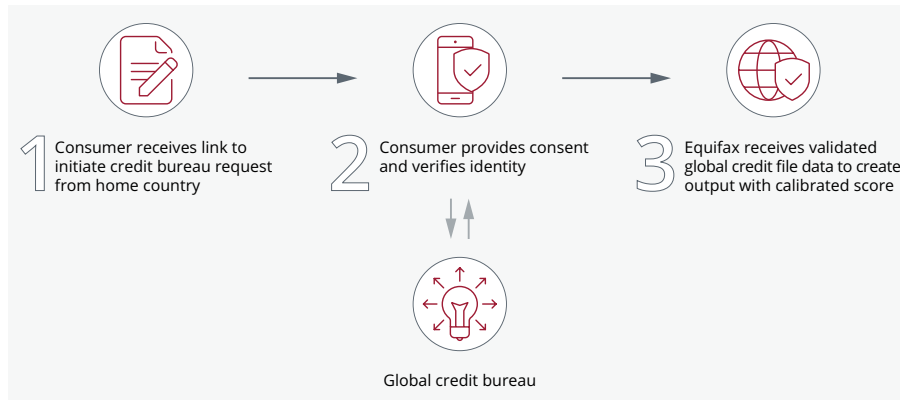 1
Consumer receives link to
initiate credit bureau request
from home country
2
Consumer provides consent
and verifies identity
3
Equifax receives validated
global credit file data to create
output with calibrated score
Global credit bureau